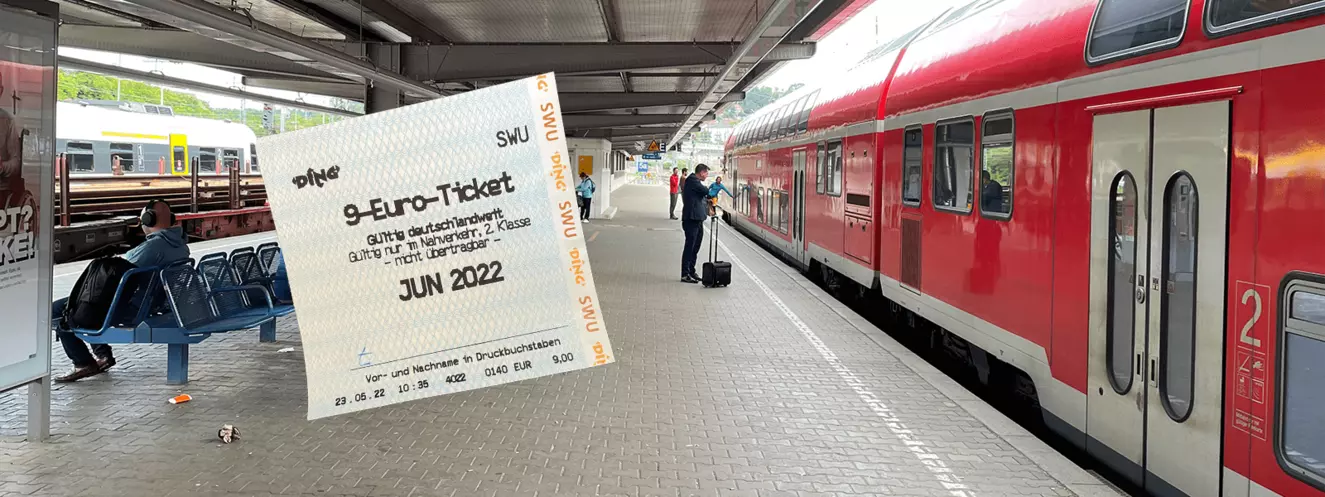 DING
SWU
9-Euro-Ticket
Gültig deutschlandweit
Gültig nur im Nahverkehr, 2. Klasse
- nicht übertragbar -
JUN 2022
Vor- und Nachname in Druckbuchstaben
23.05.22 10:35 4022 0140 EUR 9,00
SWU DING SWU DING SWU DING
PT?
KE!
E
2